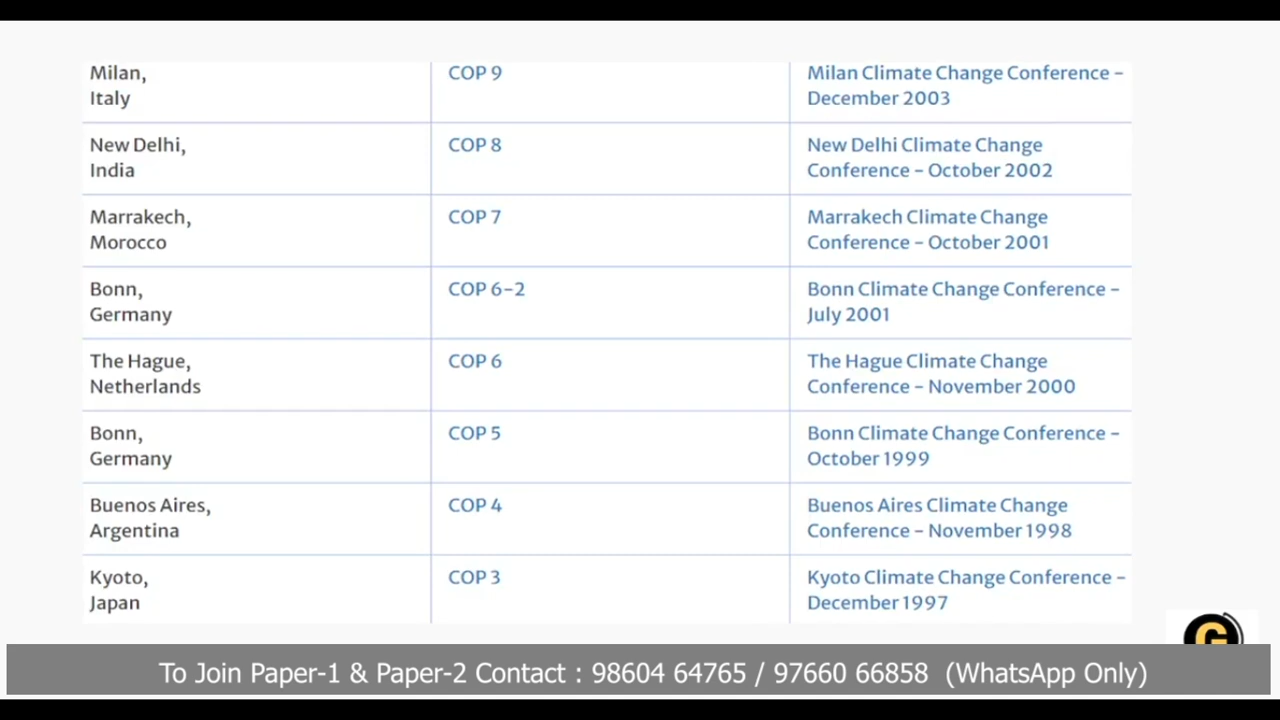 Milan,
Italy
COP 9
Milan Climate Change Conference –
December 2003
New Delhi,
India
COP 8
New Delhi Climate Change
Conference – October 2002
Marrakech,
Morocco
COP 7
Marrakech Climate Change
Conference – October 2001
Bonn,
Germany
COP 6-2
Bonn Climate Change Conference –
July 2001
The Hague,
Netherlands
COP 6
The Hague Climate Change
Conference – November 2000
Bonn,
Germany
COP 5
Bonn Climate Change Conference –
October 1999
Buenos Aires,
Argentina
COP 4
Buenos Aires Climate Change
Conference – November 1998
Kyoto,
Japan
COP 3
Kyoto Climate Change Conference –
December 1997
G
To Join Paper-1 & Paper-2 Contact : 98604 64765 / 97660 66858 (WhatsApp Only)